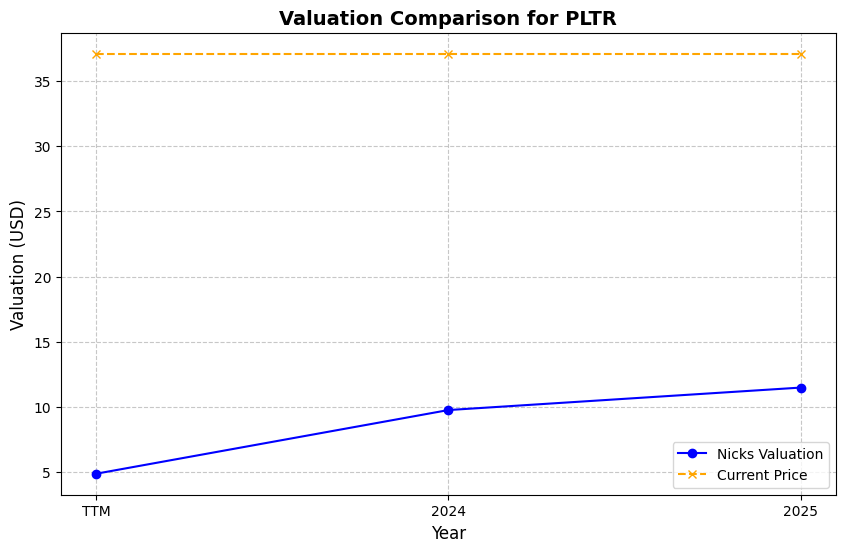 Valuation Comparison for PLTR
Valuation (USD)
35
30
25
20
15
10
5
Nicks Valuation
Current Price
TTM 2024 2025
Year